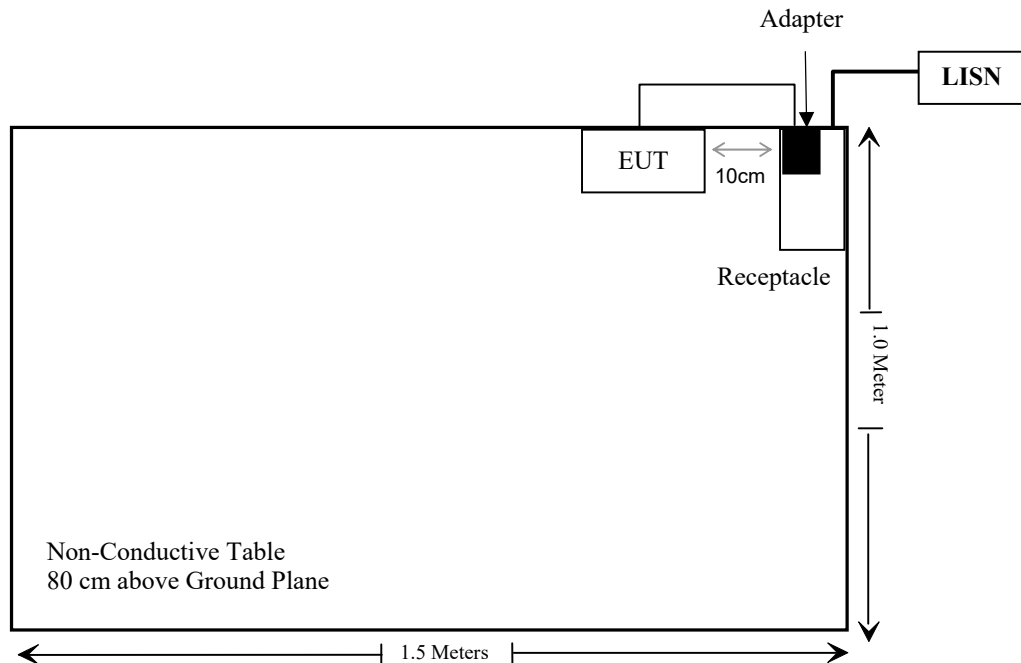 Adapter
LISN
EUT
10cm
Receptacle
1.0 Meter
Non-Conductive Table
80 cm above Ground Plane
1.5 Meters